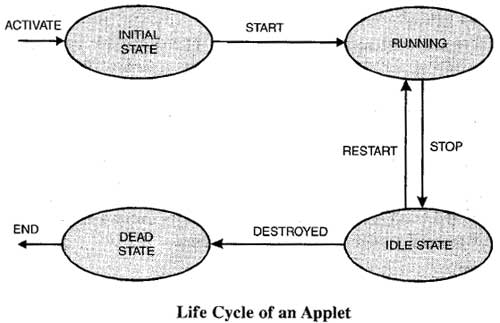 ACTIVATE
INITIAL
STATE
START
RUNNING
RESTART
STOP
END
DEAD
STATE
DESTROYED
IDLE STATE
Life Cycle of an Applet